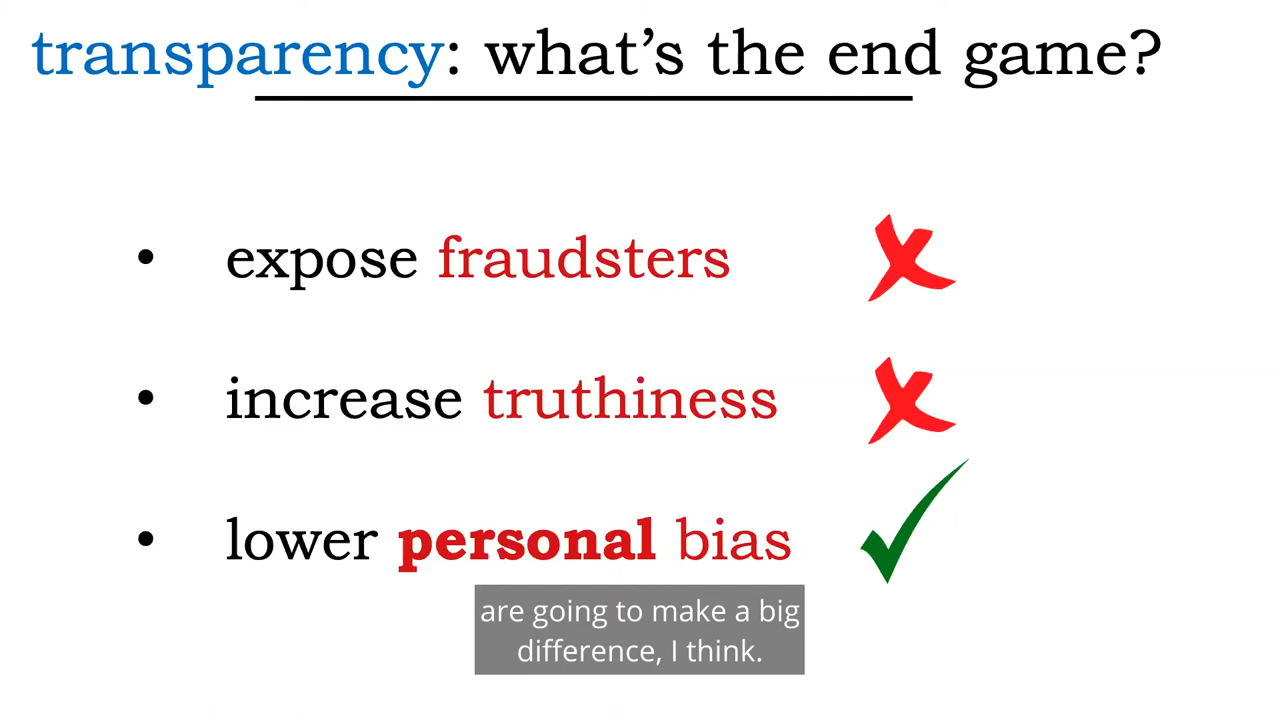 transparency: what's the end game?
• expose fraudsters
• increase truthiness
• lower personal bias
are going to make a big
difference, I think.